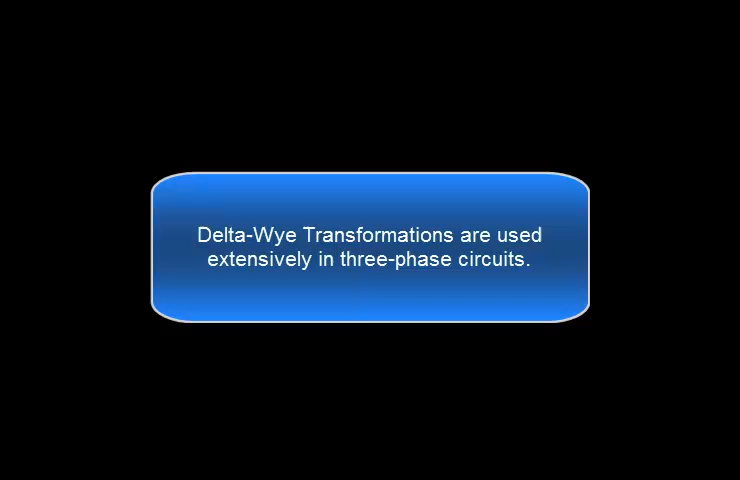 Delta-Wye Transformations are used
extensively in three-phase circuits.